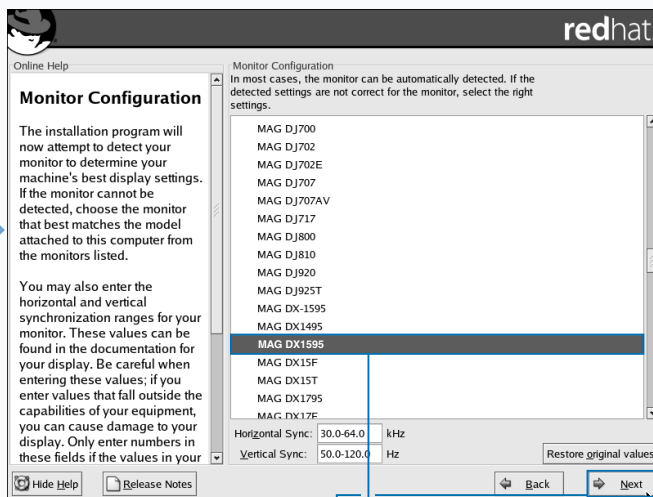 redhat
Online Help
Monitor Configuration
The installation program will
now attempt to detect your
monitor to determine your
machine's best display settings.
If the monitor cannot be
detected, choose the monitor
that best matches the model
attached to this computer from
the monitors listed.
You may also enter the
horizontal and vertical
synchronization ranges for your
monitor. These values can be
found in the documentation for
your display. Be careful when
entering these values; if you
enter values that fall outside the
capabilities of your equipment,
you can cause damage to your
display. Only enter numbers in
these fields if the values in your
Monitor Configuration
In most cases, the monitor can be automatically detected. If the
detected settings are not correct for the monitor, select the right
settings.
MAG DJ700
MAG DJ702
MAG DJ702E
MAG DJ707
MAG DJ707AV
MAG DJ717
MAG DJ800
MAG DJ810
MAG DJ920
MAG DJ925T
MAG DX-1595
MAG DX1495
MAG DX1595
MAG DX15F
MAG DX15T
MAG DX1795
MAG DX17F
Horizontal Sync: 30.0-64.0 kHz
Vertical Sync: 50.0-120.0 Hz
Restore original values
Hide Help
Release Notes
Back
Next